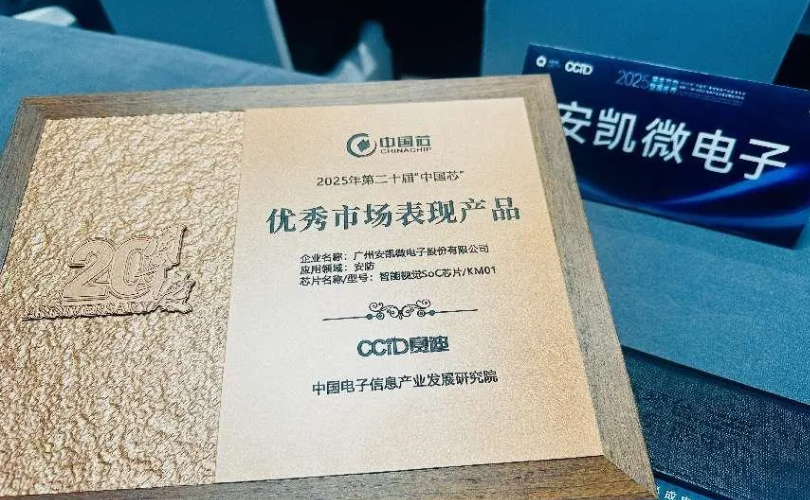 中国芯
CHINACHIP
2025年第二十届"中国芯"
优秀市场表现产品
企业名称：广州安凯微电子股份有限公司
应用领域：安防
芯片名称/型号：智能视觉SoC芯片/KM01
CCID赛迪
中国电子信息产业发展研究院
20
ANNIVERSARY
CCID
2025
安凯微电子